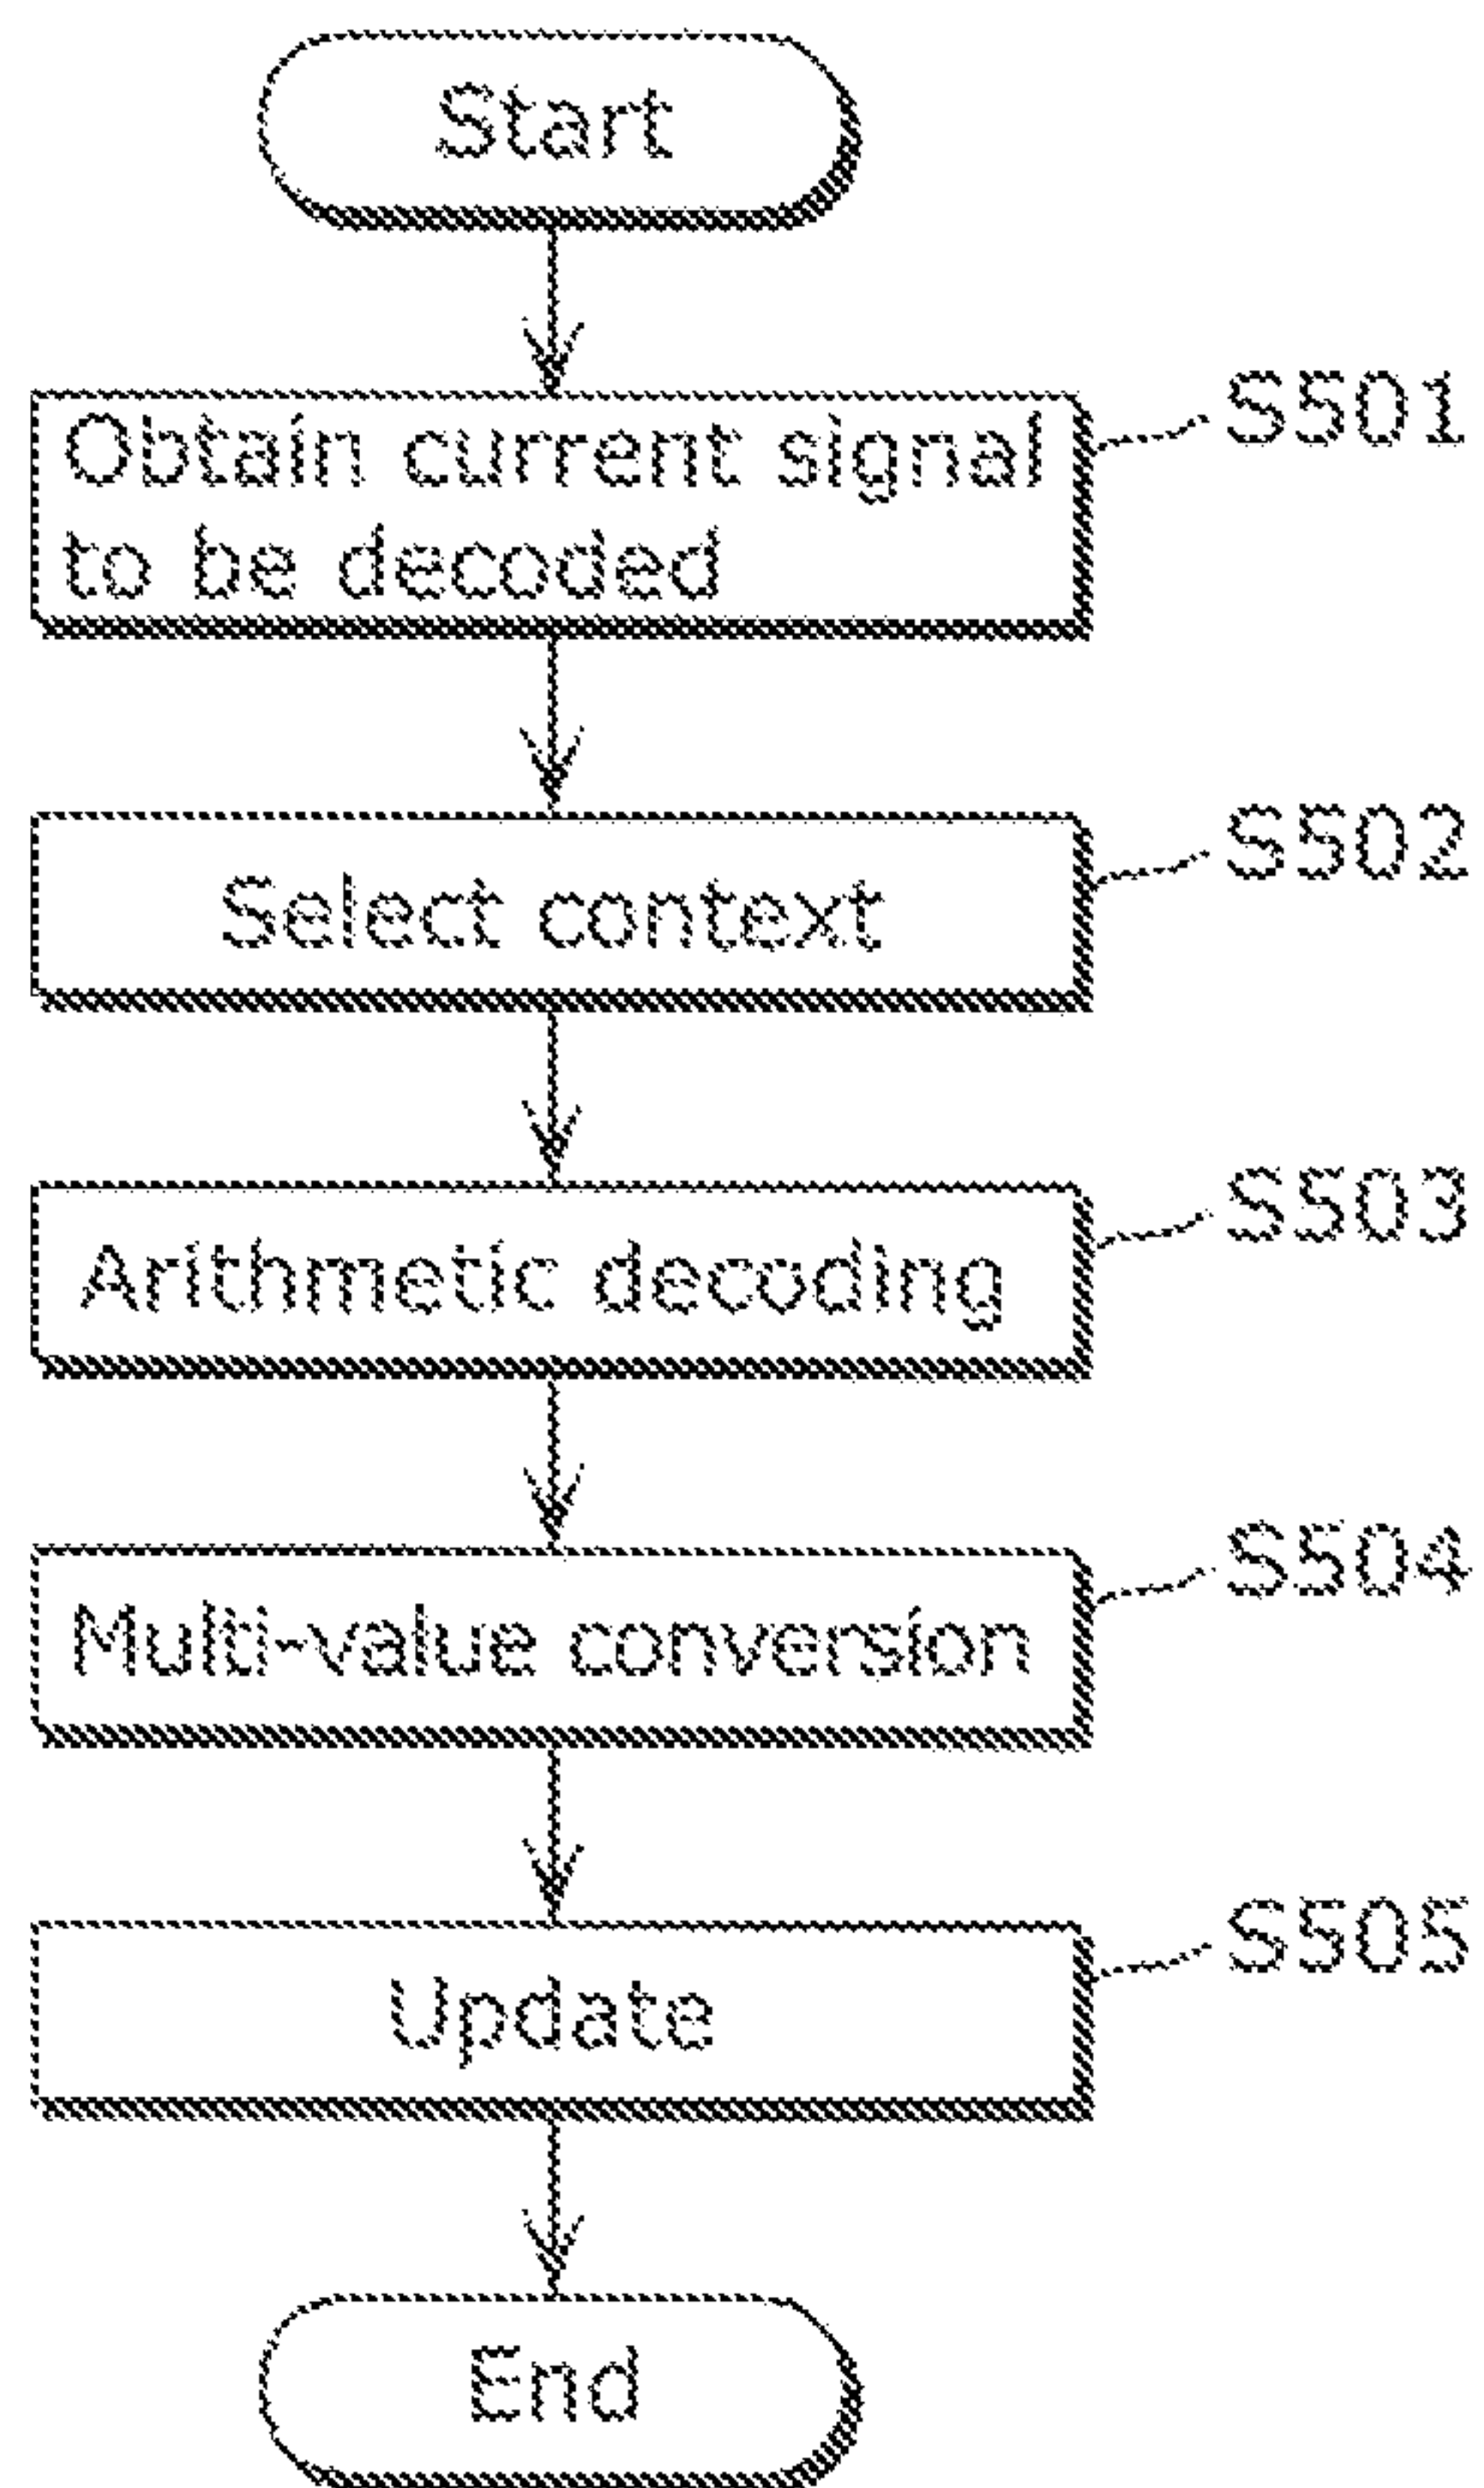 Start
Obtain current signal
to be decoded
S501
Select context
S502
Arithmetic decoding
S503
Multi-value conversion
S504
Update
S505
End